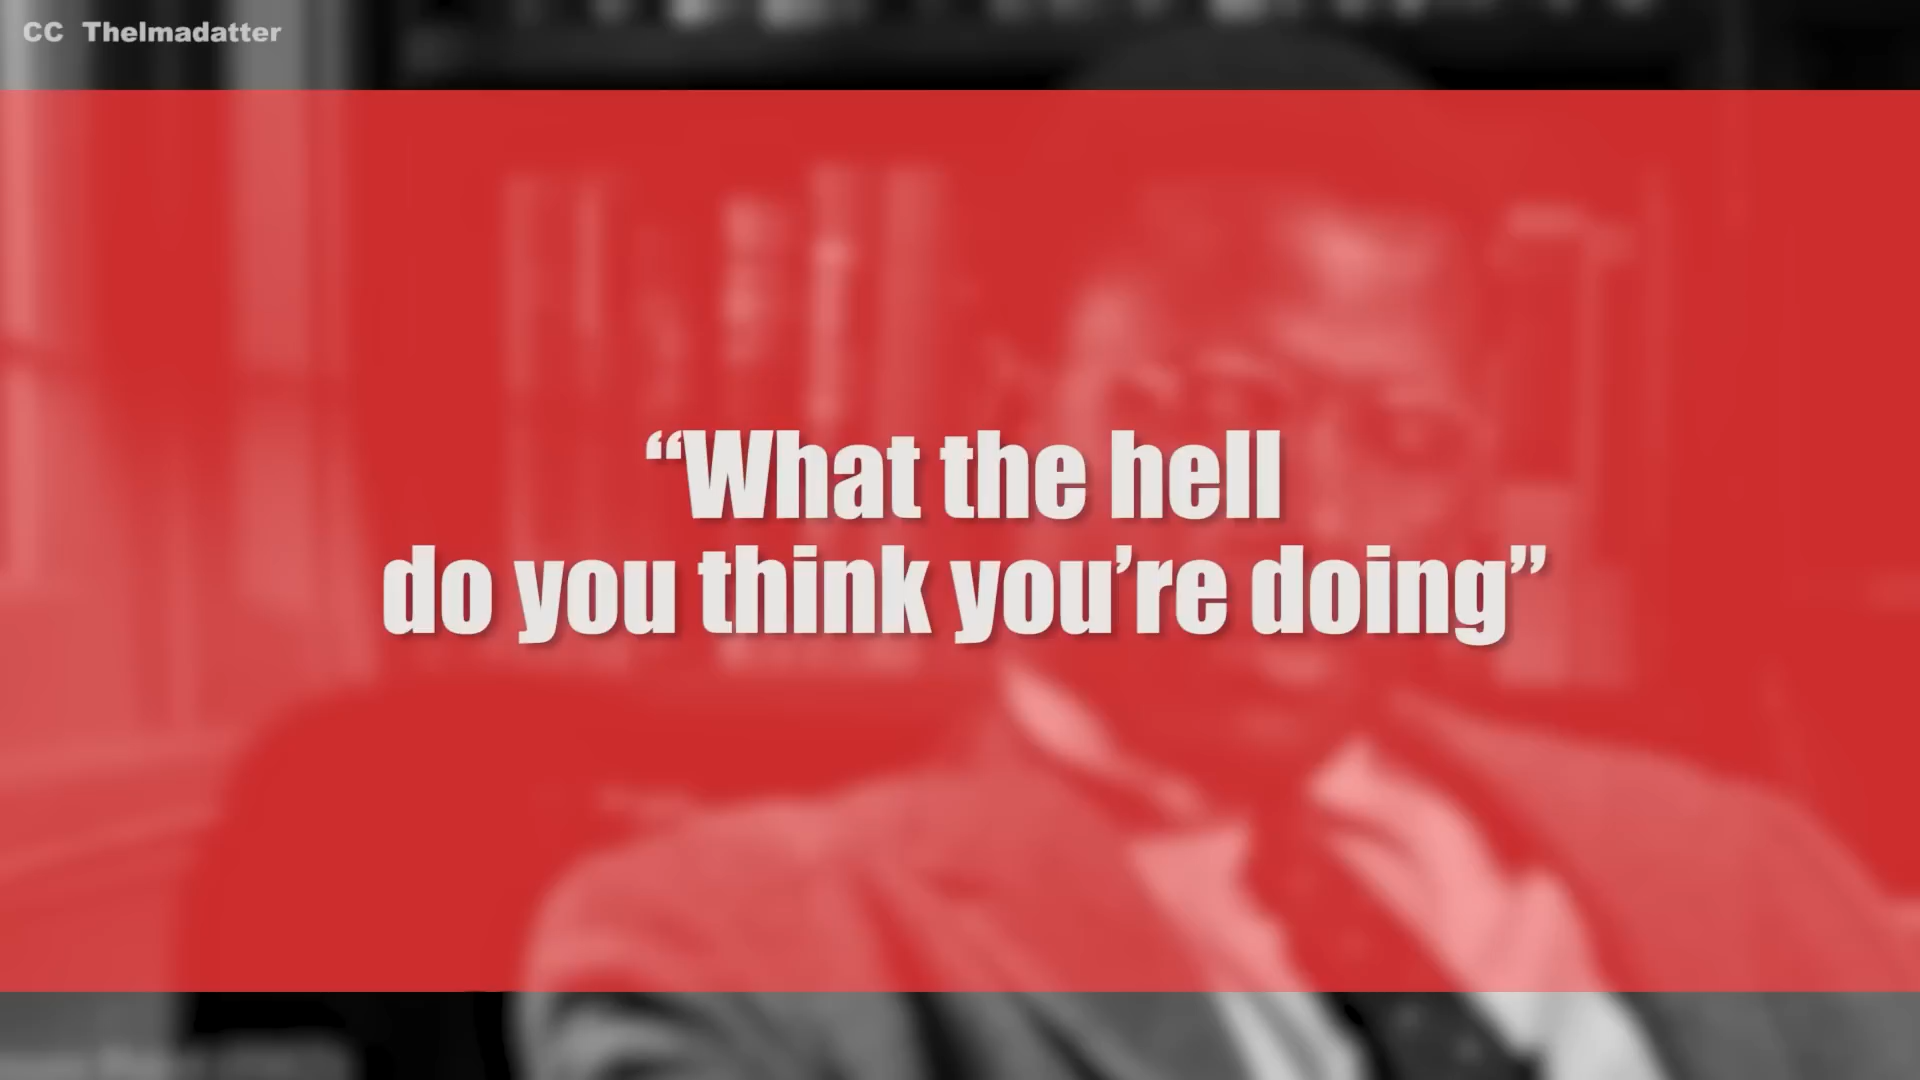 CC Thelmadatter
“What the hell
do you think you’re doing”